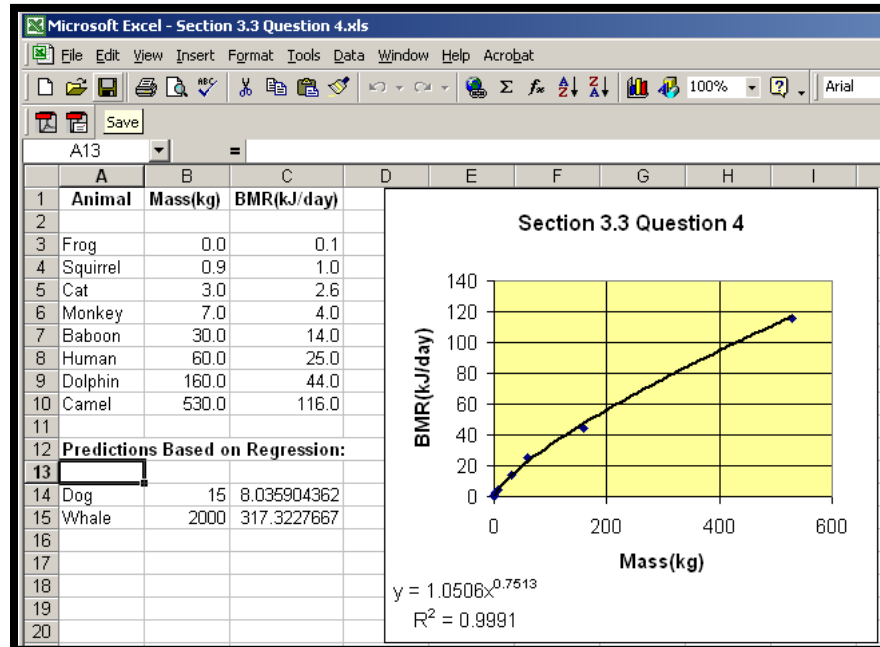 Microsoft Excel - Section 3.3 Question 4.xls
File Edit View Insert Format Tools Data Window Help Acrobat
ABC Σ fx A Z Z A 100% ? Arial
Save
A13 =
A B C D E F G H I
1 Animal Mass(kg) BMR(kJ/day)
2
3 Frog 0.0 0.1
4 Squirrel 0.9 1.0
5 Cat 3.0 2.6
6 Monkey 7.0 4.0
7 Baboon 30.0 14.0
8 Human 60.0 25.0
9 Dolphin 160.0 44.0
10 Camel 530.0 116.0
11
12 Predictions Based on Regression:
13
14 Dog 15 8.035904362
15 Whale 2000 317.3227667
16
17
18
19
20
Section 3.3 Question 4
BMR(kJ/day)
140
120
100
80
60
40
20
0
0 200 400 600
Mass(kg)
y = 1.0506x^0.7513
R² = 0.9991